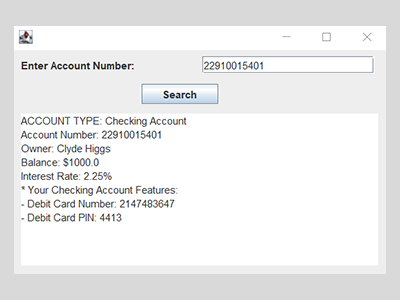 Enter Account Number: 22910015401
Search
ACCOUNT TYPE: Checking Account
Account Number: 22910015401
Owner: Clyde Higgs
Balance: $1000.0
Interest Rate: 2.25%
* Your Checking Account Features:
- Debit Card Number: 2147483647
- Debit Card PIN: 4413